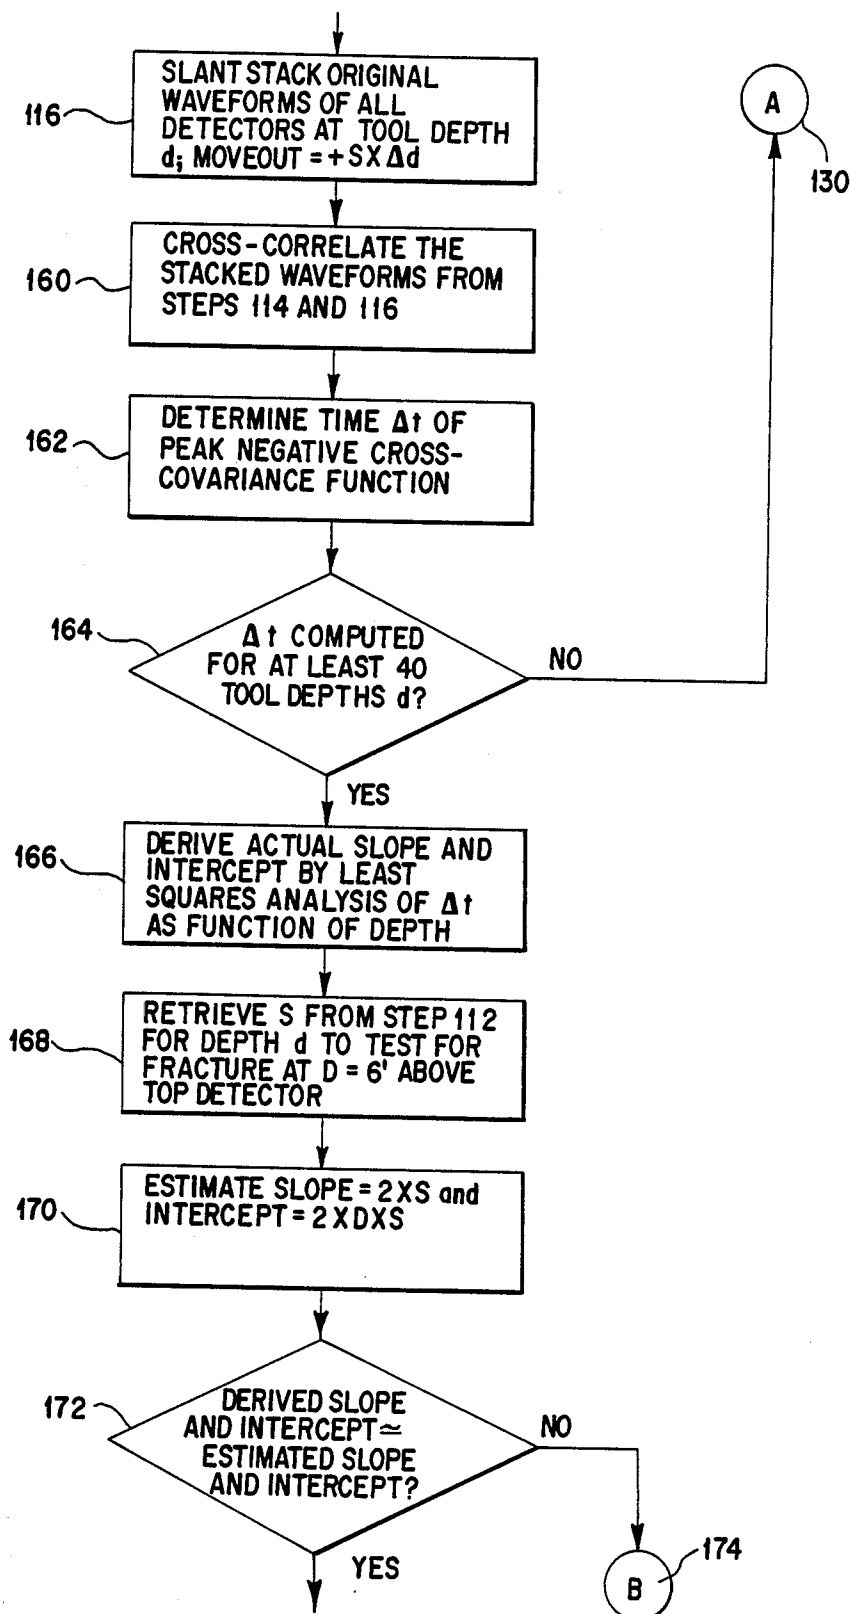 SLANT STACK ORIGINAL
WAVEFORMS OF ALL
DETECTORS AT TOOL DEPTH
d; MOVEOUT = +S X Δd
116
A
130
CROSS-CORRELATE THE
STACKED WAVEFORMS FROM
STEPS 114 AND 116
160
DETERMINE TIME Δt OF
PEAK NEGATIVE CROSS-
COVARIANCE FUNCTION
162
Δt COMPUTED
FOR AT LEAST 40
TOOL DEPTHS d?
164
NO
YES
DERIVE ACTUAL SLOPE AND
INTERCEPT BY LEAST
SQUARES ANALYSIS OF Δt
AS FUNCTION OF DEPTH
166
RETRIEVE S FROM STEP 112
FOR DEPTH d TO TEST FOR
FRACTURE AT D = 6' ABOVE
TOP DETECTOR
168
ESTIMATE SLOPE = 2XS and
INTERCEPT = 2XDXS
170
DERIVED SLOPE
AND INTERCEPT ≃
ESTIMATED SLOPE
AND INTERCEPT?
172
NO
YES
174
B